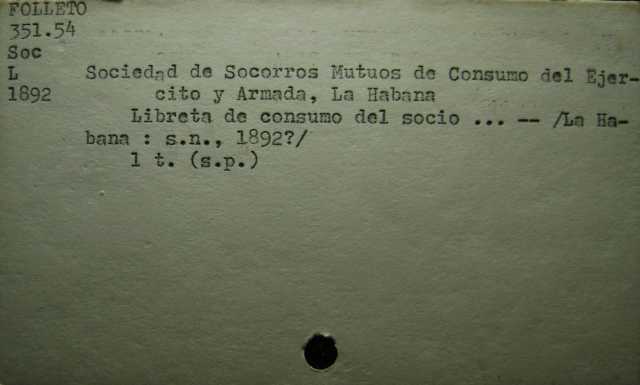 FOLLETO
351.54
Soc
L Sociedad de Socorros Mutuos de Consumo del Ejer-
1892 cito y Armada, La Habana
Libreta de consumo del socio ... -- /La Ha-
bana : s.n., 1892?/
1 t. (s.p.)